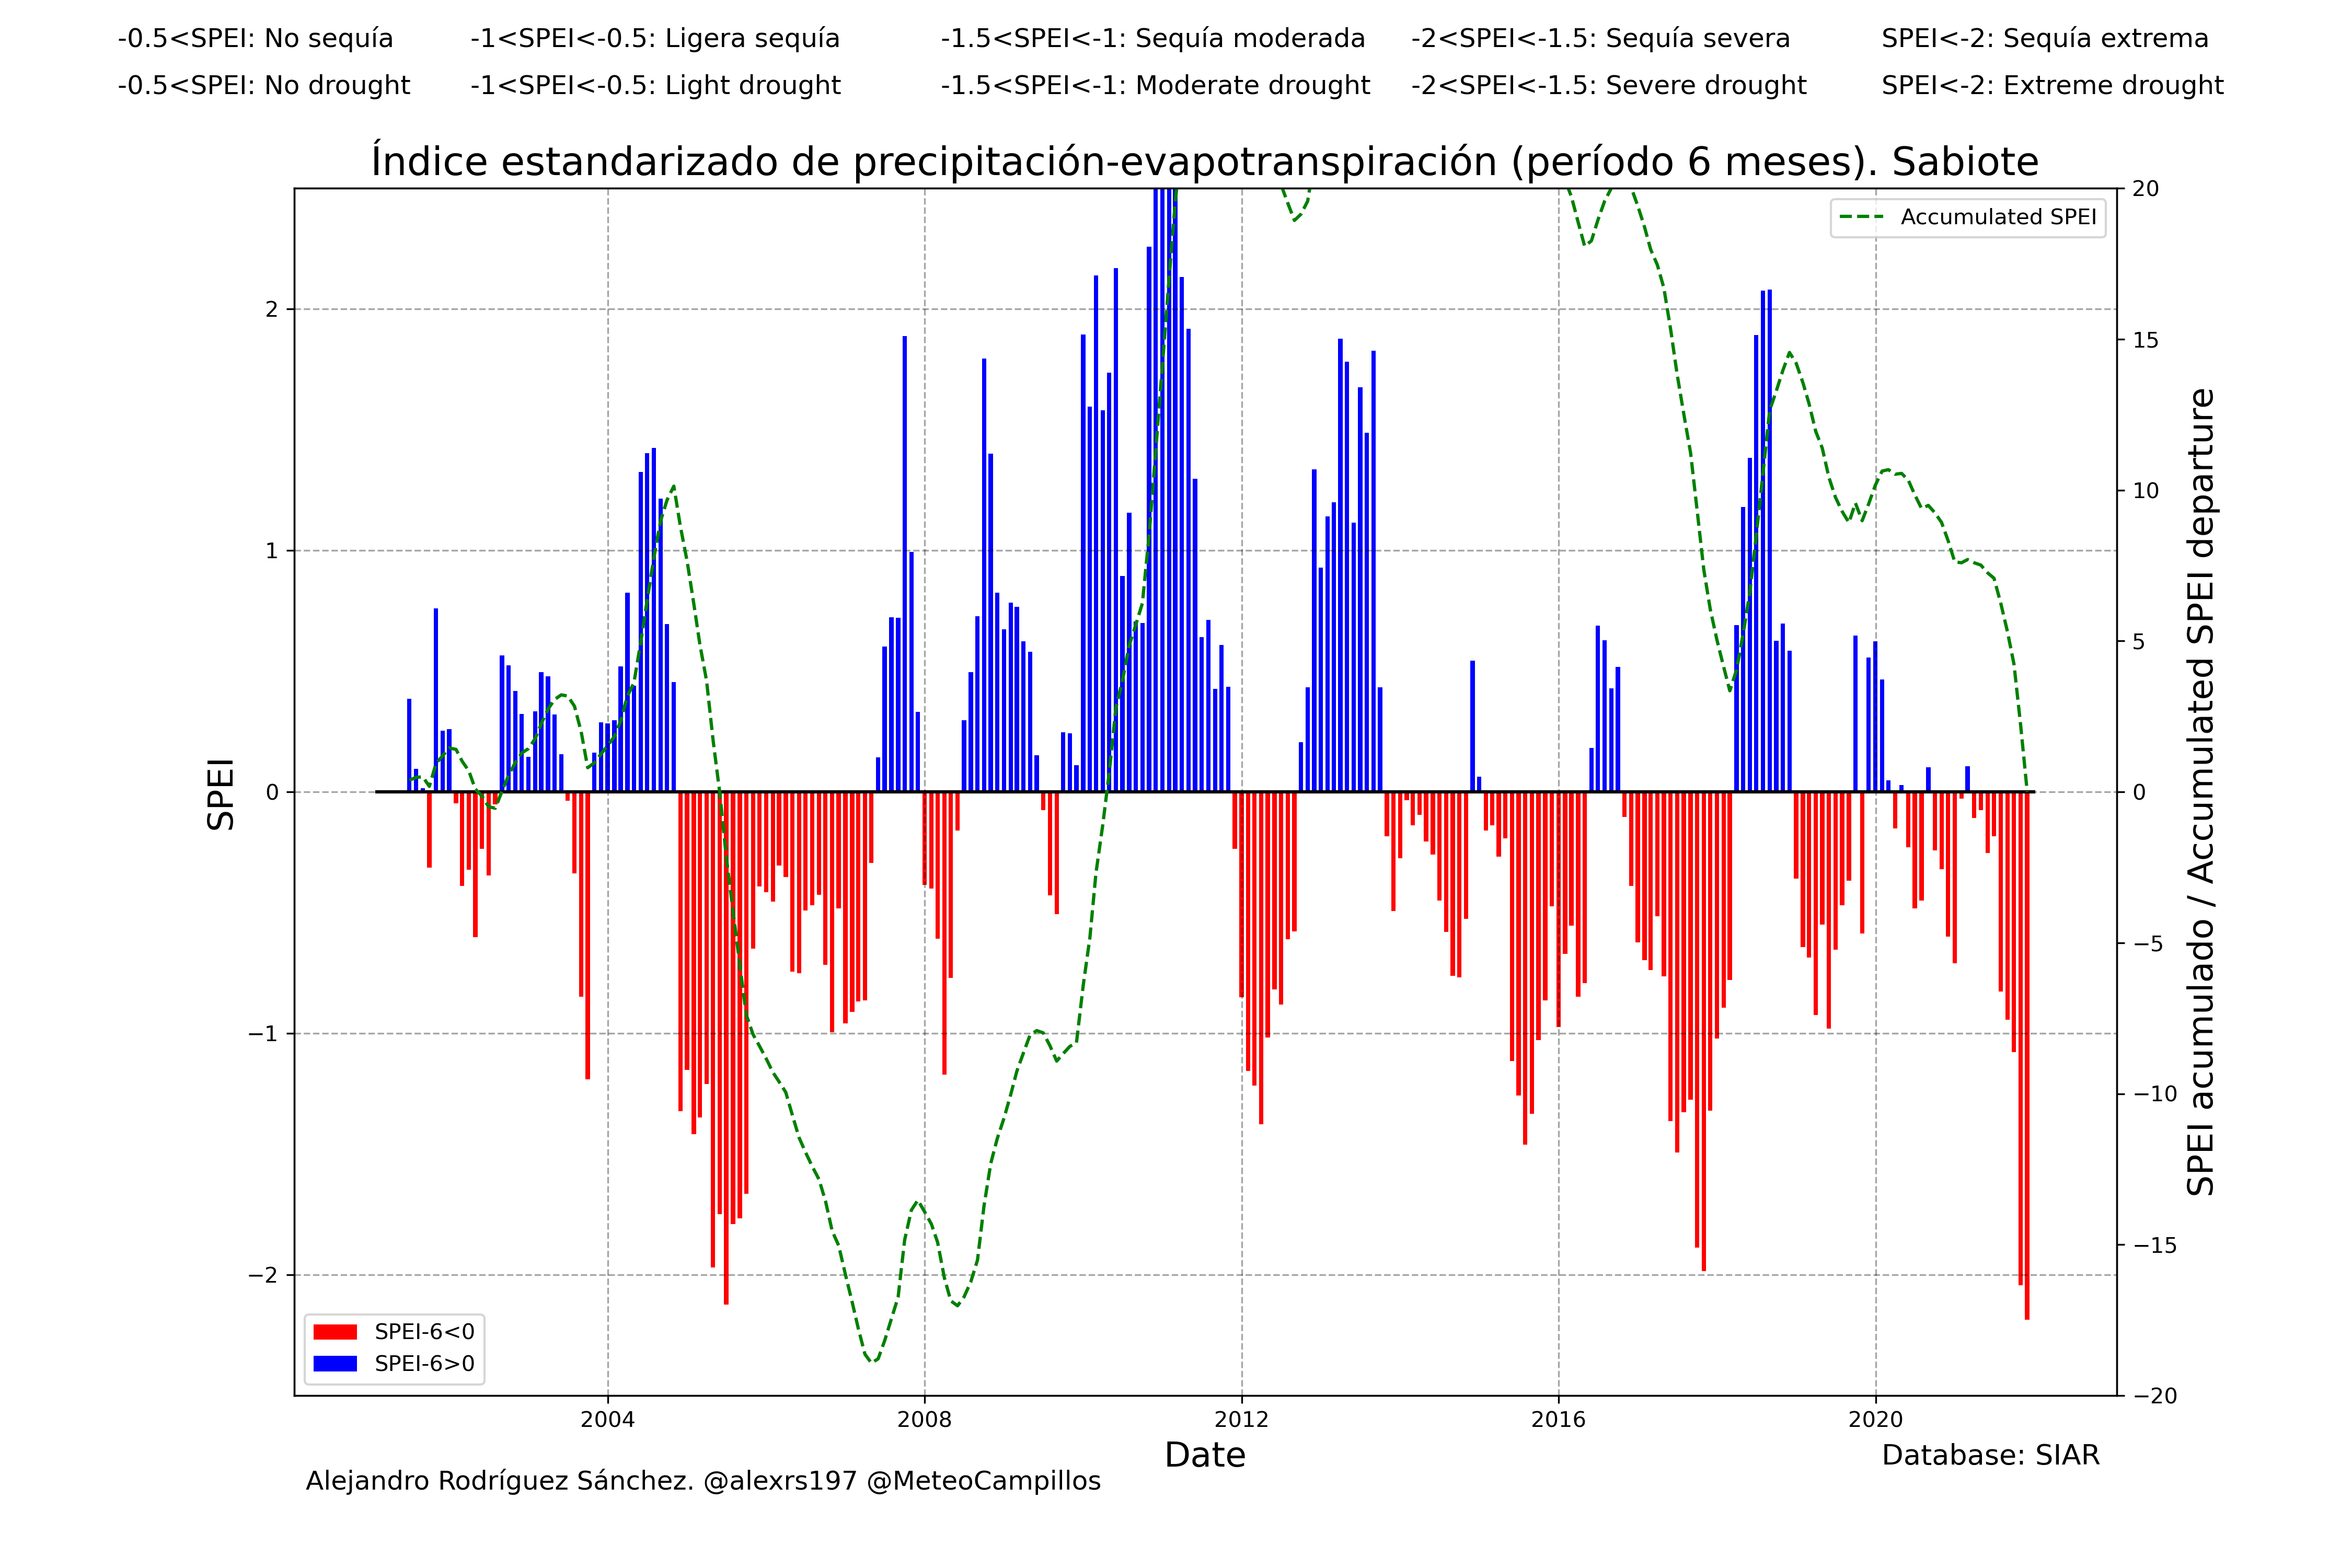 -0.5<SPEI: No sequía -1<SPEI<-0.5: Ligera sequía -1.5<SPEI<-1: Sequía moderada -2<SPEI<-1.5: Sequía severa SPEI<-2: Sequía extrema
-0.5<SPEI: No drought -1<SPEI<-0.5: Light drought -1.5<SPEI<-1: Moderate drought -2<SPEI<-1.5: Severe drought SPEI<-2: Extreme drought
Índice estandarizado de precipitación-evapotranspiración (período 6 meses). Sabiote
Accumulated SPEI
SPEI
2
1
0
−1
−2
20
15
10
5
0
−5
−10
−15
−20
SPEI acumulado / Accumulated SPEI departure
SPEI-6<0
SPEI-6>0
2004 2008 2012 2016 2020
Date
Database: SIAR
Alejandro Rodríguez Sánchez. @alexrs197 @MeteoCampillos